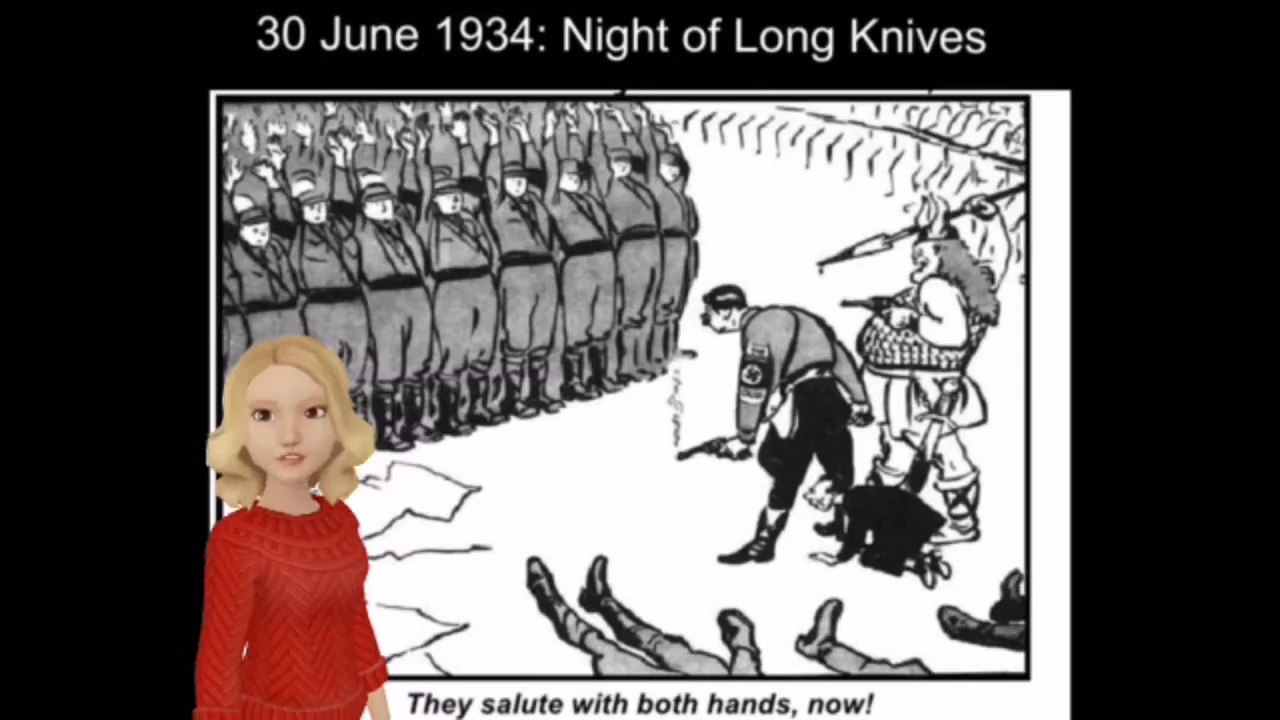 30 June 1934: Night of Long Knives
They salute with both hands, now!